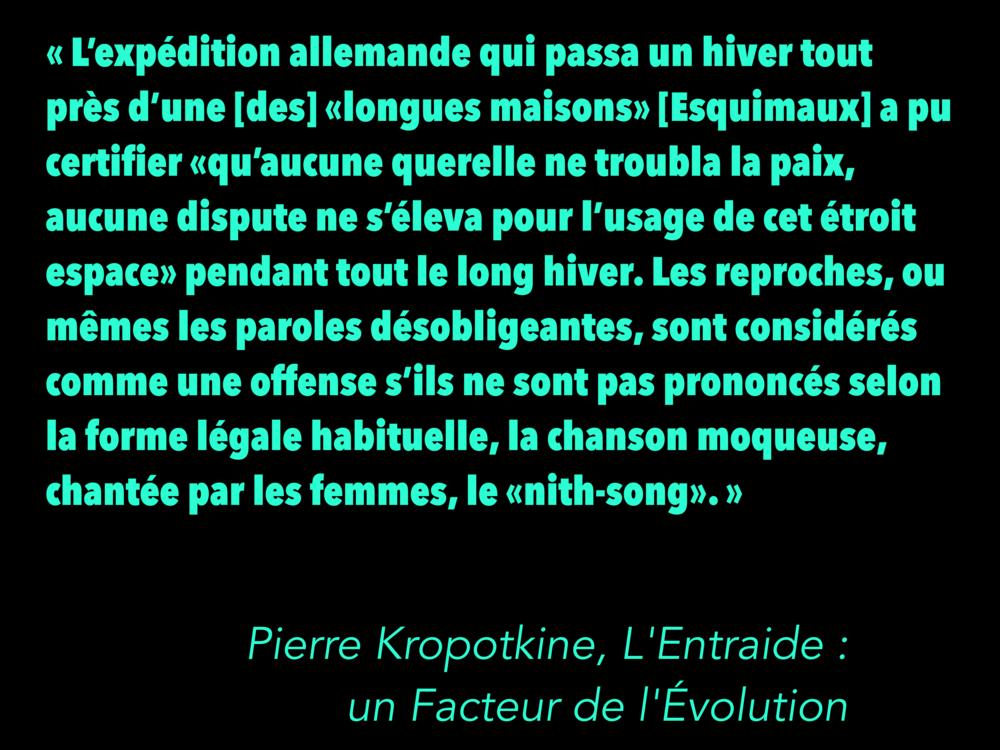 « L’expédition allemande qui passa un hiver tout
près d’une [des] «longues maisons» [Esquimaux] a pu
certifier «qu’aucune querelle ne troubla la paix,
aucune dispute ne s’éleva pour l’usage de cet étroit
espace» pendant tout le long hiver. Les reproches, ou
mêmes les paroles désobligeantes, sont considérés
comme une offense s’ils ne sont pas prononcés selon
la forme légale habituelle, la chanson moqueuse,
chantée par les femmes, le «nith-song». »
Pierre Kropotkine, L'Entraide :
un Facteur de l'Évolution